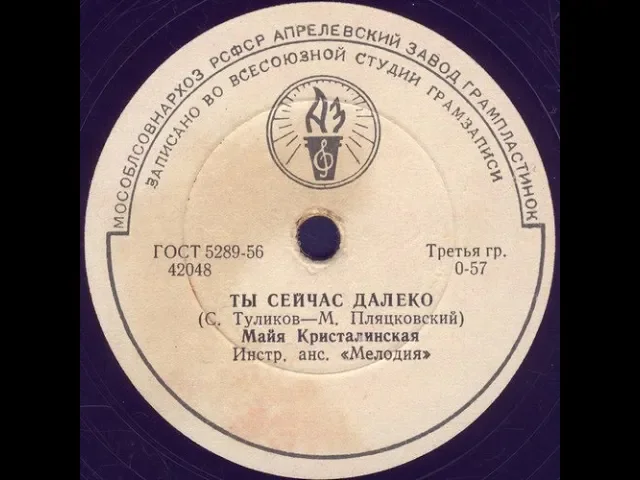 МОСОБЛСОВНАРХОЗ РСФСР АПРЕЛЕВСКИЙ ЗАВОД ГРАМПЛАСТИНОК
ЗАПИСАНО ВО ВСЕСОЮЗНОЙ СТУДИИ ГРАМЗАПИСИ
АЗ
ГОСТ 5289-56
42048
Третья гр.
0-57
ТЫ СЕЙЧАС ДАЛЕКО
(С. Туликов—М. Пляцковский)
Майя Кристалинская
Инстр. анс. «Мелодия»